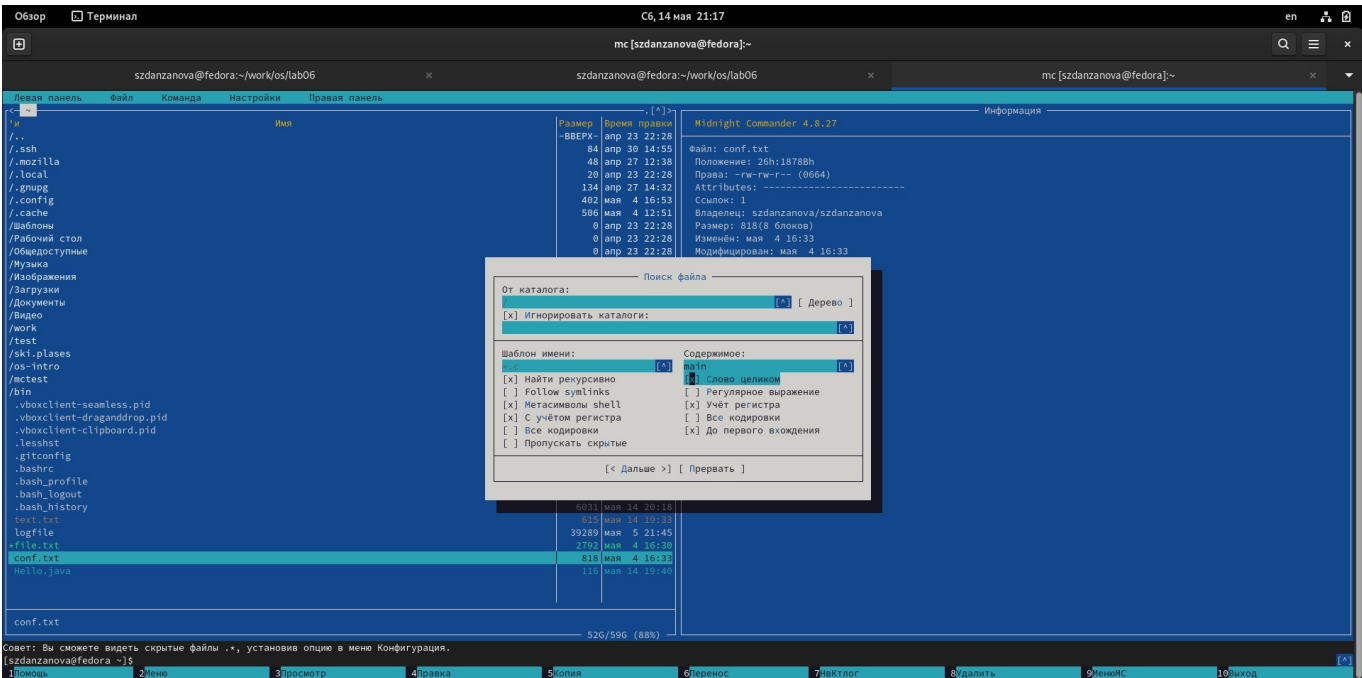 Обзор Терминал Сб, 14 мая 21:17 en
mc [szdanzanova@fedora]:~
szdanzanova@fedora:~/work/os/lab06 × szdanzanova@fedora:~/work/os/lab06 × mc [szdanzanova@fedora]:~ ×
Левая панель Файл Команда Настройки Правая панель
<- ~ .[^]> Информация
'и Имя Размер Время правки Midnight Commander 4.8.27
/.. -ВВЕРХ- апр 23 22:28
/.ssh 84 апр 30 14:55 Файл: conf.txt
/.mozilla 48 апр 27 12:38 Положение: 26h:1878Bh
/.local 20 апр 23 22:28 Права: -rw-rw-r-- (0664)
/.gnupg 134 апр 27 14:32 Attributes: -------------------------
/.config 402 мая 4 16:53 Ссылок: 1
/.cache 506 мая 4 12:51 Владелец: szdanzanova/szdanzanova
/Шаблоны 0 апр 23 22:28 Размер: 818(8 блоков)
/Рабочий стол 0 апр 23 22:28 Изменён: мая 4 16:33
/Общедоступные 0 апр 23 22:28 Модифицирован: мая 4 16:33
/Музыка
/Изображения
/Загрузки
/Документы
/Видео
/work
/test
/ski.plases
/os-intro
/mctest
/bin
.vboxclient-seamless.pid
.vboxclient-draganddrop.pid
.vboxclient-clipboard.pid
.lesshst
.gitconfig
.bashrc
.bash_profile
.bash_logout
.bash_history 6031 мая 14 20:18
text.txt 615 мая 14 19:33
logfile 39289 мая 5 21:45
*file.txt 2792 мая 4 16:30
conf.txt 818 мая 4 16:33
Hello.java 116 мая 14 19:40
conf.txt
52G/59G (88%)
Поиск файла
От каталога:
/ [^] [ Дерево ]
[x] Игнорировать каталоги:
[^]
Шаблон имени: Содержимое:
*.c [^] main [^]
[x] Найти рекурсивно [x] Слово целиком
[ ] Follow symlinks [ ] Регулярное выражение
[x] Метасимволы shell [x] Учёт регистра
[x] С учётом регистра [ ] Все кодировки
[ ] Все кодировки [x] До первого вхождения
[ ] Пропускать скрытые
[< Дальше >] [ Прервать ]
Совет: Вы сможете видеть скрытые файлы .*, установив опцию в меню Конфигурация.
[szdanzanova@fedora ~]$ [^]
1Помощь 2Меню 3Просмотр 4Правка 5Копия 6Перенос 7НвКтлог 8Удалить 9МенюMC 10Выход